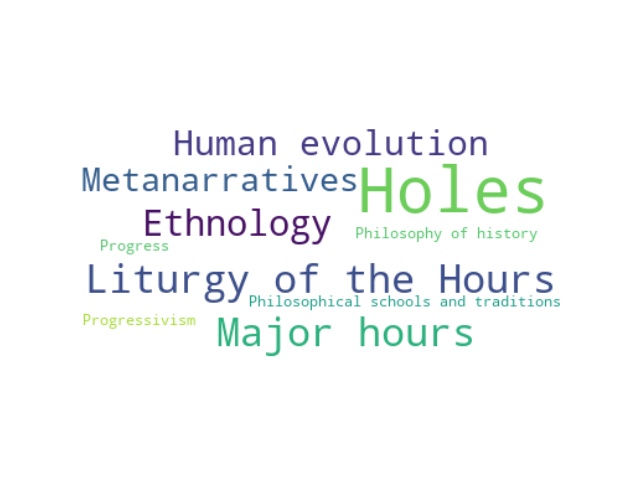 Human evolution
Metanarratives
Holes
Ethnology
Philosophy of history
Progress
Liturgy of the Hours
Philosophical schools and traditions
Progressivism
Major hours